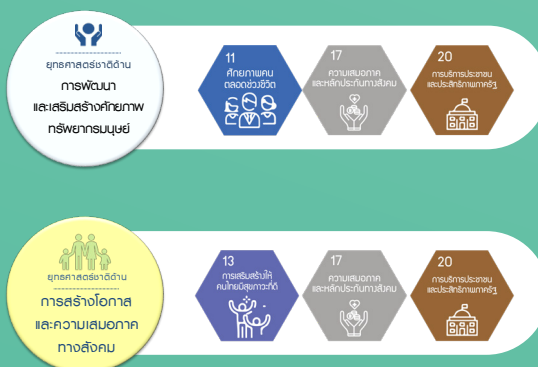 ยุทธศาสตร์ชาติด้าน
การพัฒนา
และเสริมสร้างศักยภาพ
ทรัพยากรมนุษย์
11
ศักยภาพคน
ตลอดช่วงชีวิต
17
ความเสมอภาค
และหลักประกันทางสังคม
20
การบริการประชาชน
และประสิทธิภาพภาครัฐ
ยุทธศาสตร์ชาติด้าน
การสร้างโอกาส
และความเสมอภาค
ทางสังคม
13
การเสริมสร้างให้
คนไทยมีสุขภาวะที่ดี
17
ความเสมอภาค
และหลักประกันทางสังคม
20
การบริการประชาชน
และประสิทธิภาพภาครัฐ